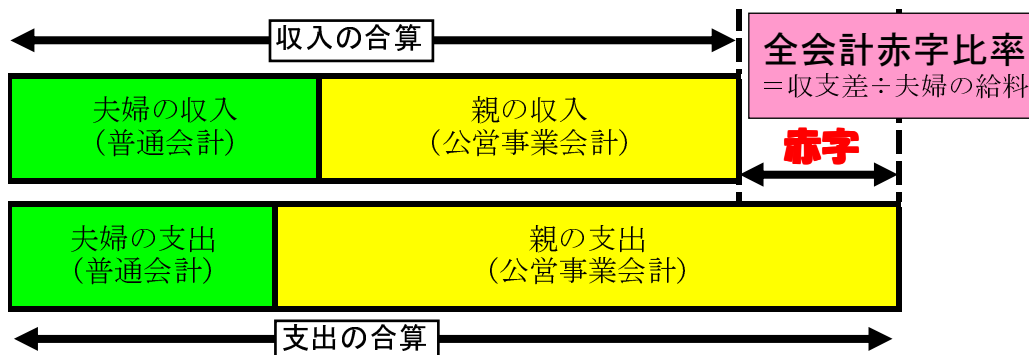 収入の合算
全会計赤字比率
＝収支差÷夫婦の給料
夫婦の収入
（普通会計）
親の収入
（公営事業会計）
赤字
夫婦の支出
（普通会計）
親の支出
（公営事業会計）
支出の合算